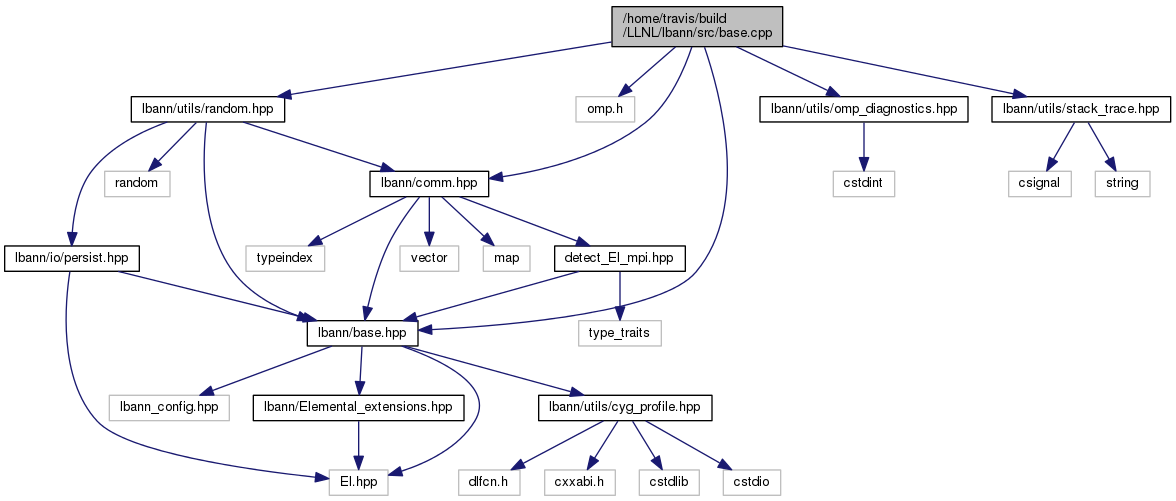 /home/travis/build
/LLNL/lbann/src/base.cpp
lbann/utils/random.hpp
omp.h
lbann/utils/omp_diagnostics.hpp
lbann/utils/stack_trace.hpp
random
lbann/comm.hpp
cstdint
csignal
string
lbann/io/persist.hpp
typeindex
vector
map
detect_El_mpi.hpp
lbann/base.hpp
type_traits
lbann_config.hpp
lbann/Elemental_extensions.hpp
lbann/utils/cyg_profile.hpp
El.hpp
dlfcn.h
cxxabi.h
cstdlib
cstdio